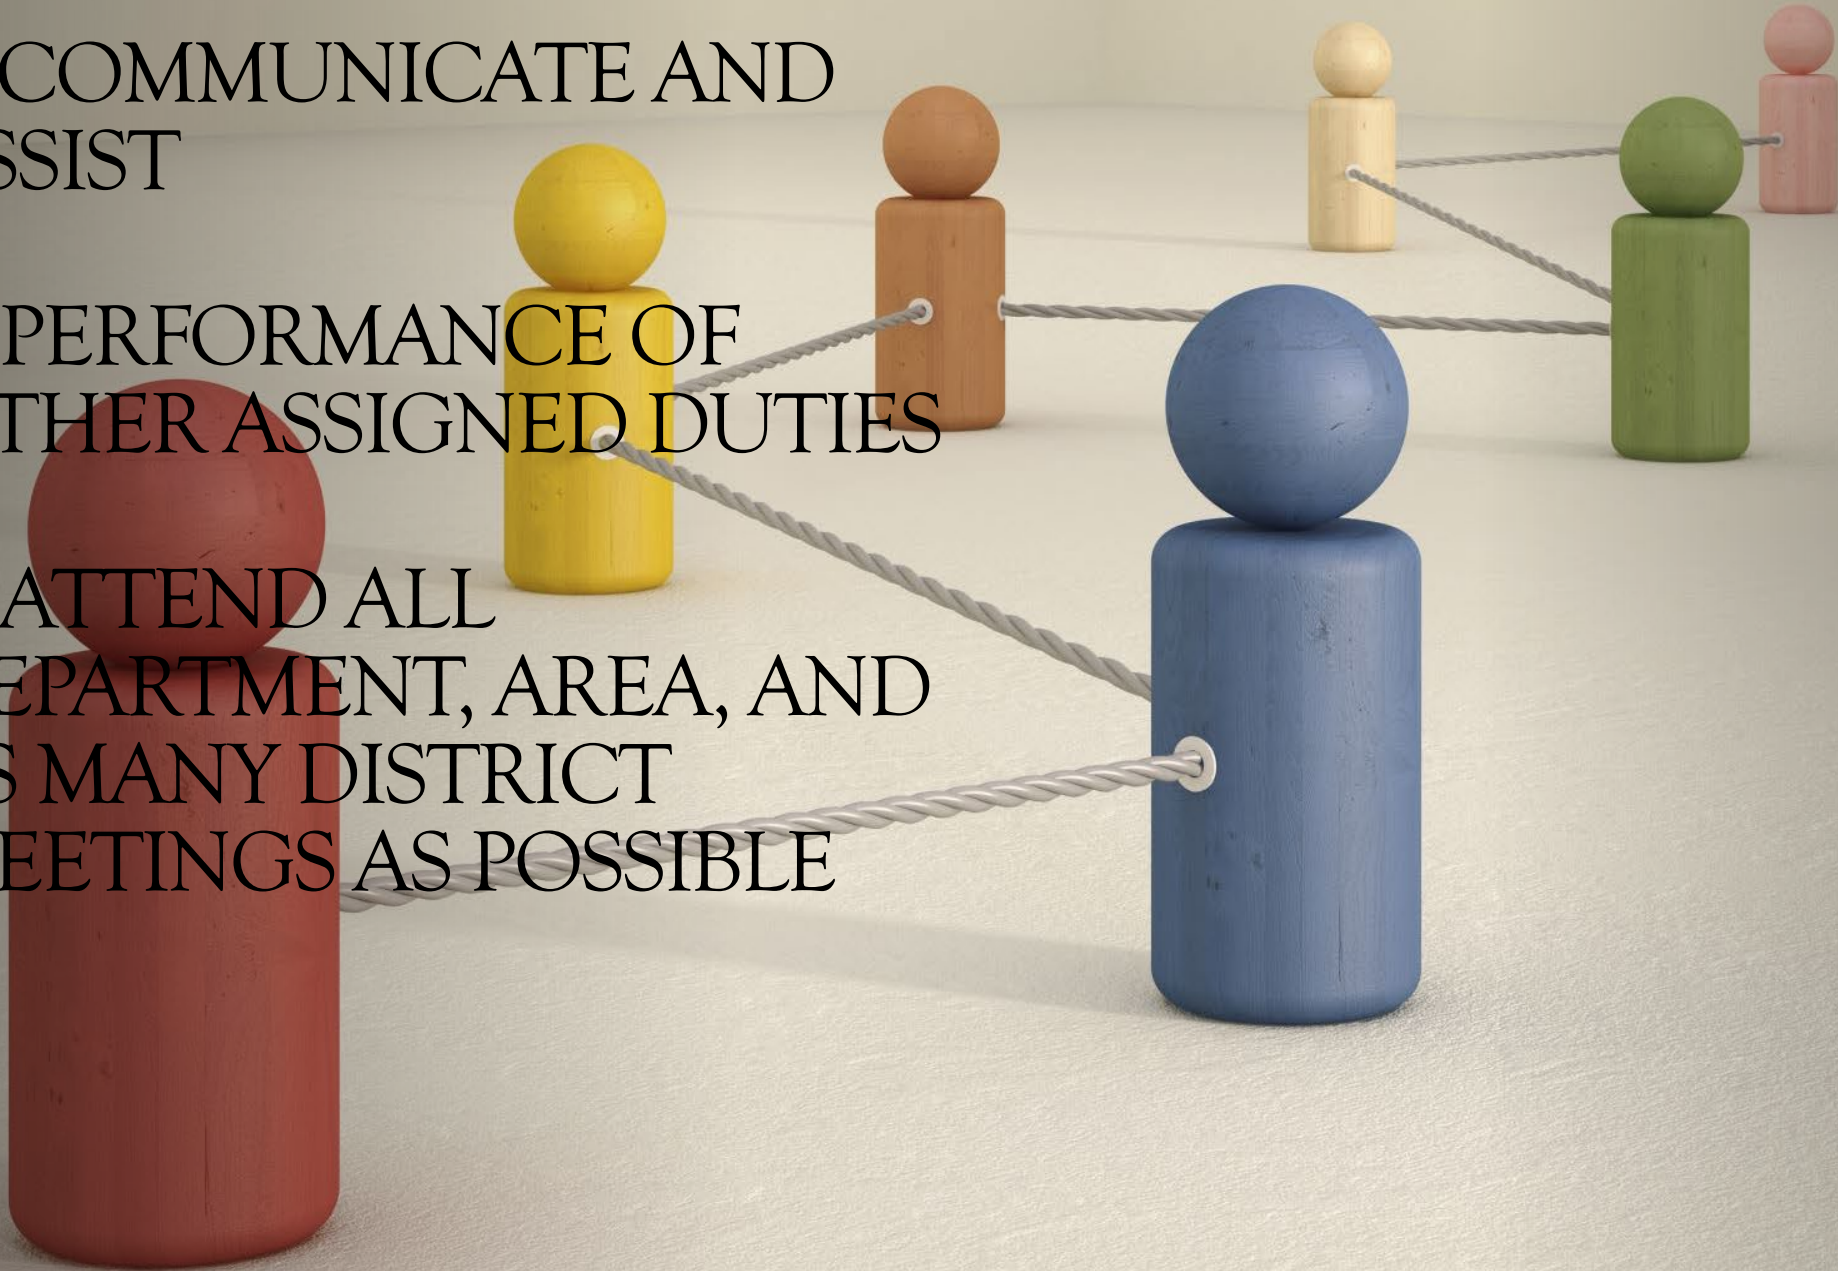 COMMUNICATE AND
SSIST
PERFORMANCE OF
THER ASSIGNED DUTIES
ATTEND ALL
EPARTMENT, AREA, AND
S MANY DISTRICT
EETINGS AS POSSIBLE